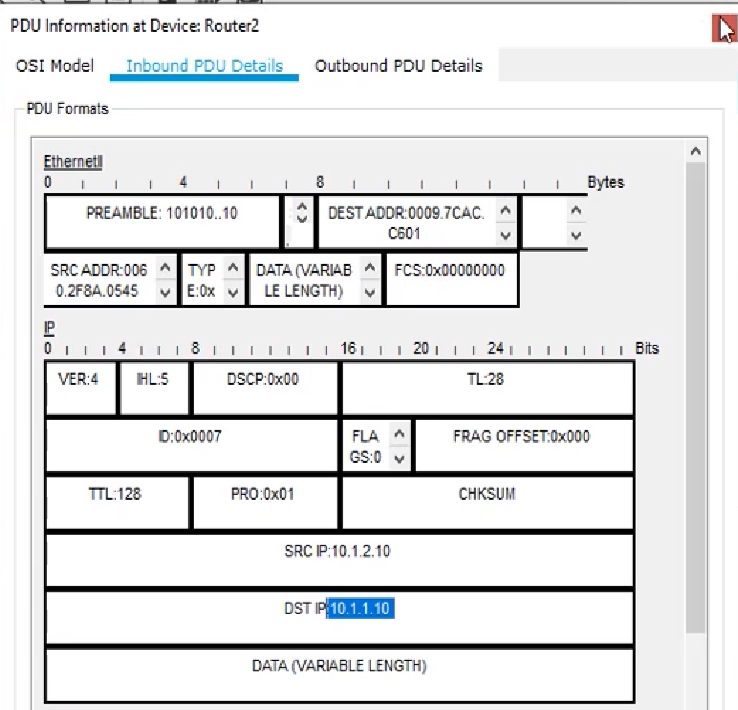 PDU Information at Device: Router2
OSI Model Inbound PDU Details Outbound PDU Details
PDU Formats
EthernetII
0 4 8 Bytes
PREAMBLE: 101010..10 DEST ADDR:0009.7CAC.
C601
SRC ADDR:006 TYP DATA (VARIAB FCS:0x00000000
0.2F8A.0545 E:0x LE LENGTH)
IP
0 4 8 16 20 24 Bits
VER:4 IHL:5 DSCP:0x00 TL:28
ID:0x0007 FLA FRAG OFFSET:0x000
GS:0
TTL:128 PRO:0x01 CHKSUM
SRC IP:10.1.2.10
DST IP:10.1.1.10
DATA (VARIABLE LENGTH)